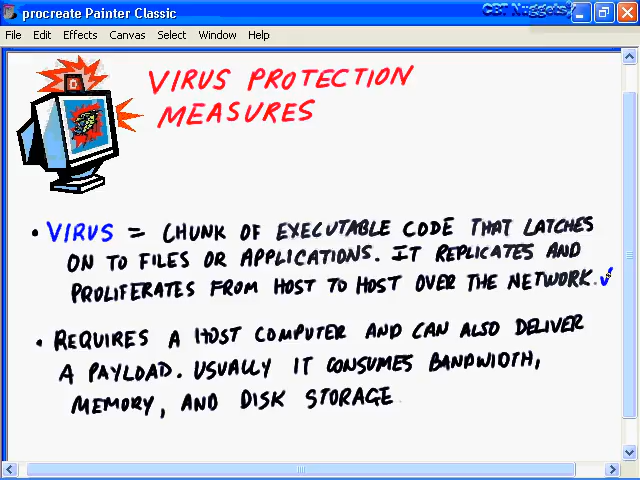 procreate Painter Classic
CBT Nuggets
File Edit Effects Canvas Select Window Help
VIRUS PROTECTION
MEASURES
• VIRUS = CHUNK OF EXECUTABLE CODE THAT LATCHES
ON TO FILES OR APPLICATIONS. IT REPLICATES AND
PROLIFERATES FROM HOST TO HOST OVER THE NETWORK.
• REQUIRES A HOST COMPUTER AND CAN ALSO DELIVER
A PAYLOAD. USUALLY IT CONSUMES BANDWIDTH,
MEMORY, AND DISK STORAGE